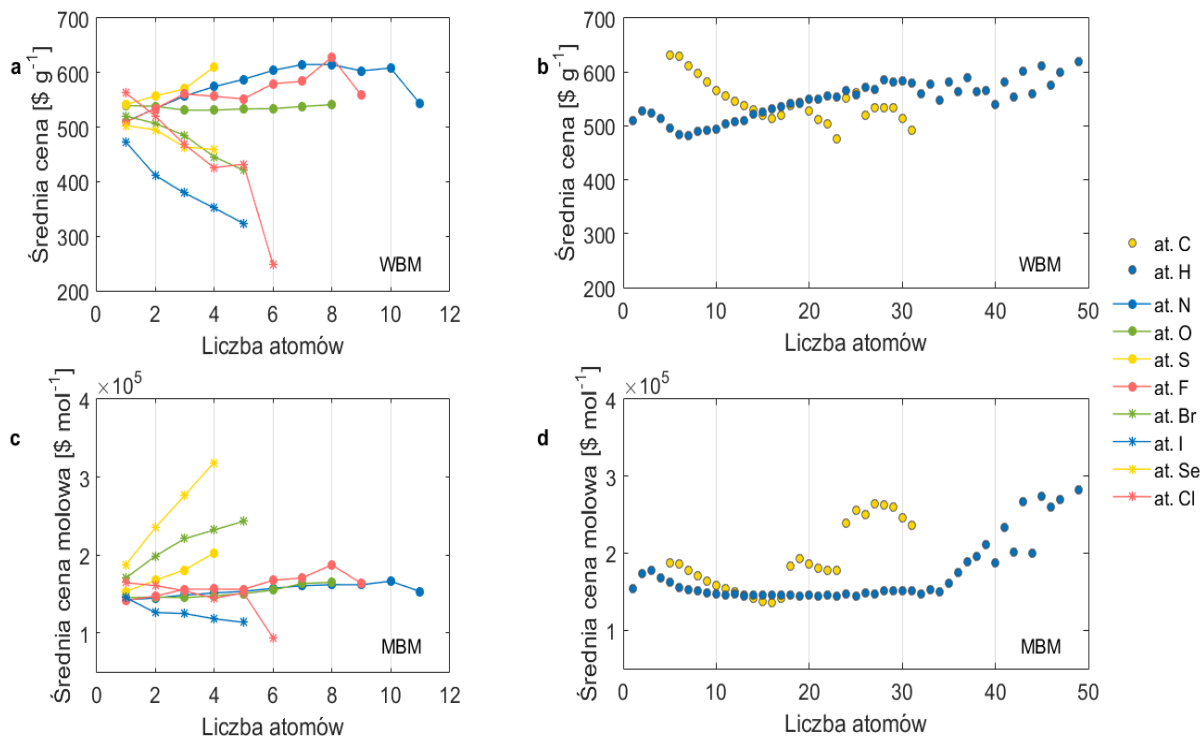 a
Średnia cena [$ g⁻¹]
700
600
500
400
300
200
0 2 4 6 8 10 12
Liczba atomów
WBM
b
Średnia cena [$ g⁻¹]
700
600
500
400
300
200
0 10 20 30 40 50
Liczba atomów
WBM
at. C
at. H
at. N
at. O
at. S
at. F
at. Br
at. I
at. Se
at. Cl
c
Średnia cena molowa [$ mol⁻¹]
×10⁵
4
3
2
1
0 2 4 6 8 10 12
Liczba atomów
MBM
d
Średnia cena molowa [$ mol⁻¹]
×10⁵
4
3
2
1
0 10 20 30 40 50
Liczba atomów
MBM